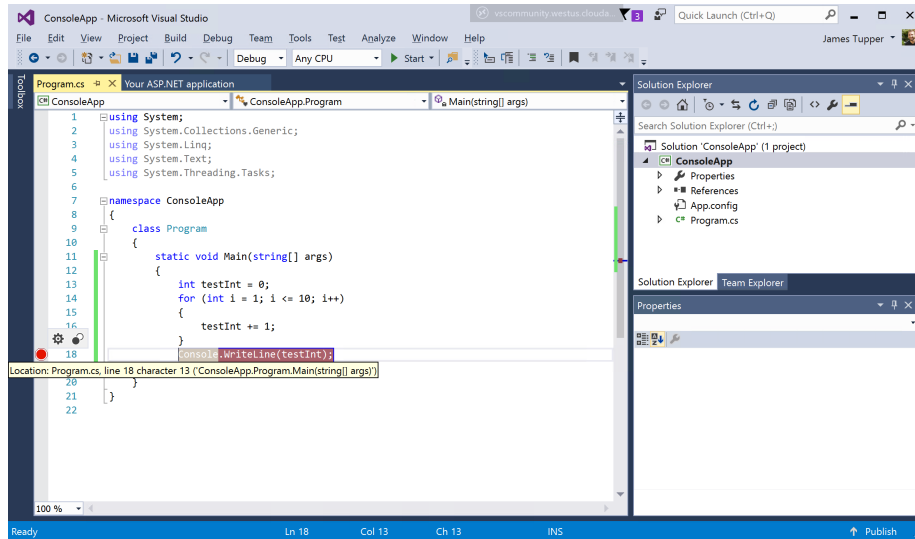 ConsoleApp - Microsoft Visual Studio
vscommunity.westus.clouda...
3
Quick Launch (Ctrl+Q)
File Edit View Project Build Debug Team Tools Test Analyze Window Help
James Tupper
Debug Any CPU Start
Toolbox
Program.cs Your ASP.NET application
C# ConsoleApp ConsoleApp.Program Main(string[] args)
1 using System;
2 using System.Collections.Generic;
3 using System.Linq;
4 using System.Text;
5 using System.Threading.Tasks;
6
7 namespace ConsoleApp
8 {
9 class Program
10 {
11 static void Main(string[] args)
12 {
13 int testInt = 0;
14 for (int i = 1; i <= 10; i++)
15 {
16 testInt += 1;
}
18 Console.WriteLine(testInt);
Location: Program.cs, line 18 character 13 ('ConsoleApp.Program.Main(string[] args)')
20 }
21 }
22
100 %
Solution Explorer
Search Solution Explorer (Ctrl+;)
Solution 'ConsoleApp' (1 project)
C# ConsoleApp
Properties
References
App.config
C# Program.cs
Solution Explorer Team Explorer
Properties
Ready Ln 18 Col 13 Ch 13 INS Publish